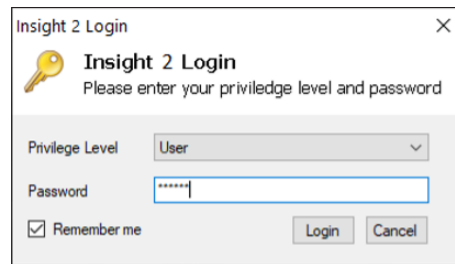 Insight 2 Login
Insight 2 Login
Please enter your priviledge level and password
Privilege Level User
Password ******
Remember me Login Cancel